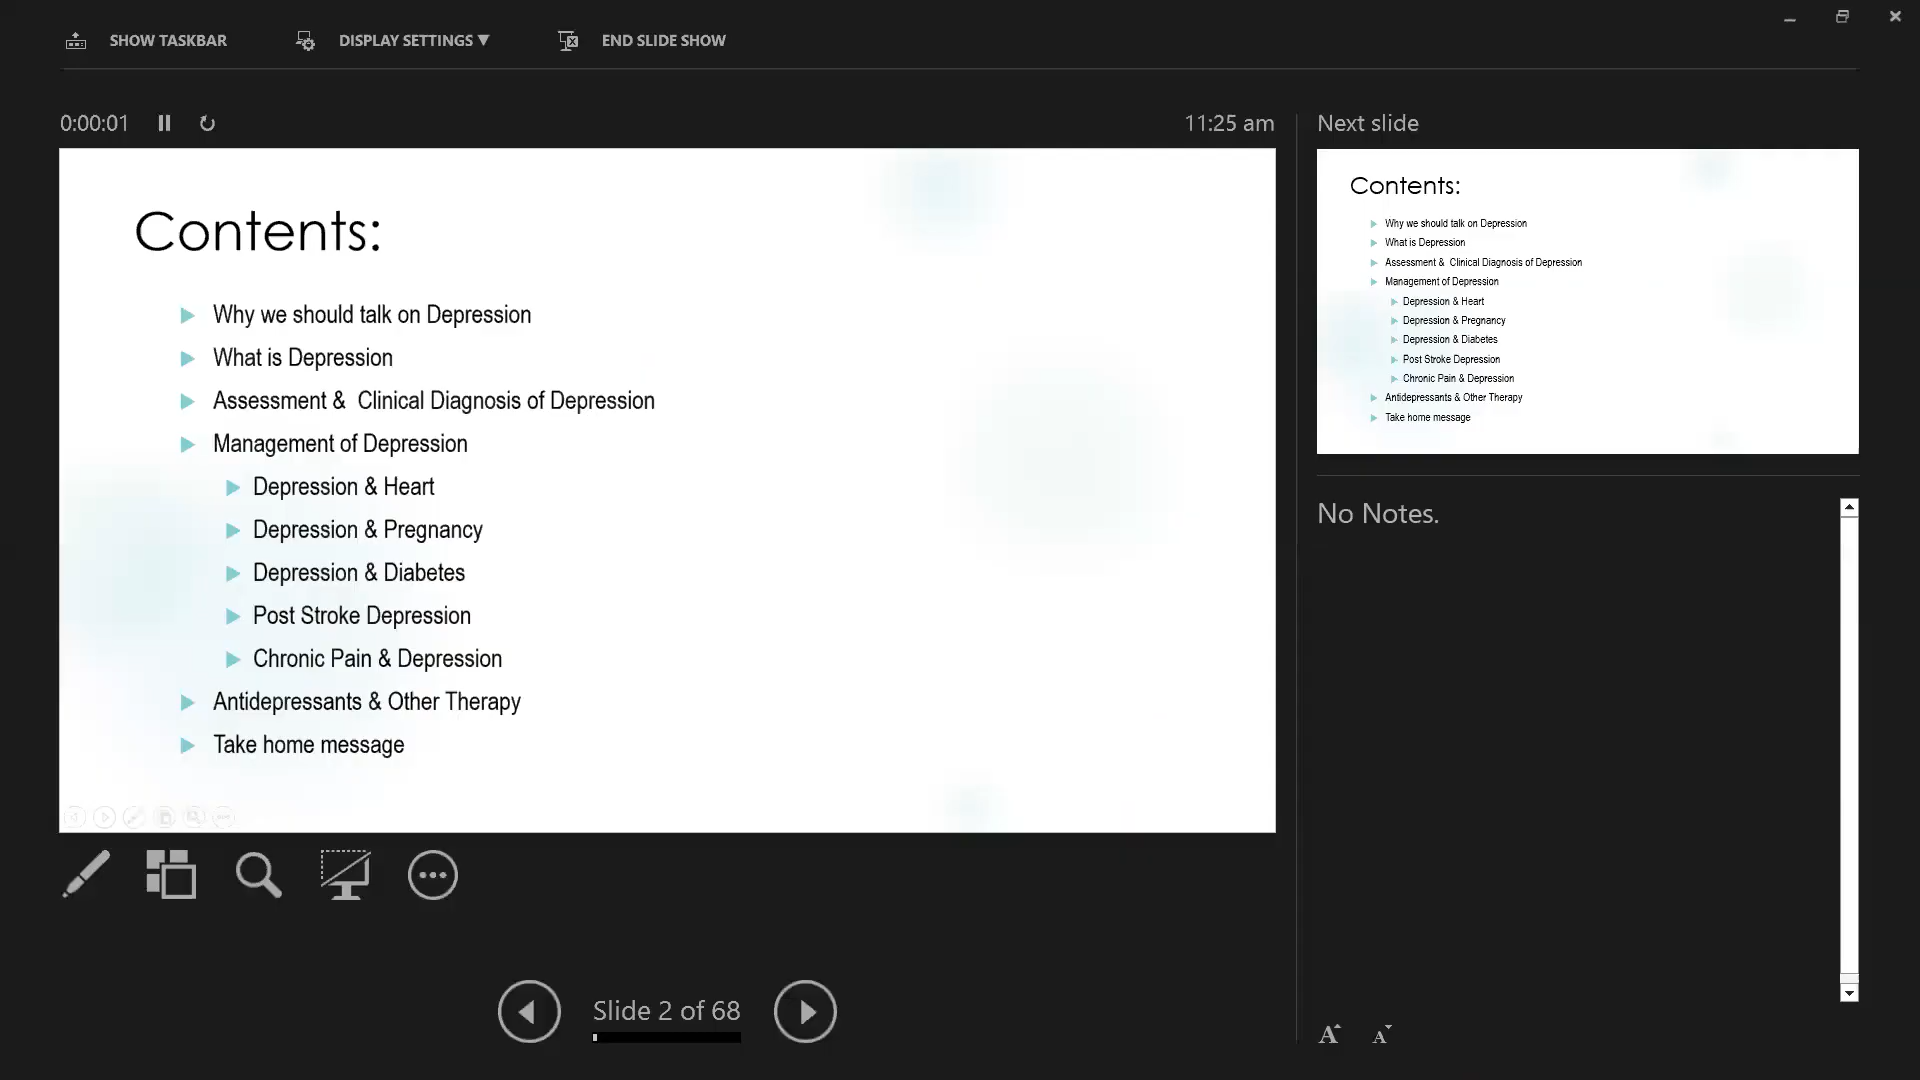 SHOW TASKBAR
DISPLAY SETTINGS ▼
END SLIDE SHOW
0:00:01
11:25 am
Contents:
Why we should talk on Depression
What is Depression
Assessment &  Clinical Diagnosis of Depression
Management of Depression
Depression & Heart
Depression & Pregnancy
Depression & Diabetes
Post Stroke Depression
Chronic Pain & Depression
Antidepressants & Other Therapy
Take home message
Slide 2 of 68
Next slide
Contents:
Why we should talk on Depression
What is Depression
Assessment &  Clinical Diagnosis of Depression
Management of Depression
Depression & Heart
Depression & Pregnancy
Depression & Diabetes
Post Stroke Depression
Chronic Pain & Depression
Antidepressants & Other Therapy
Take home message
No Notes.
A A